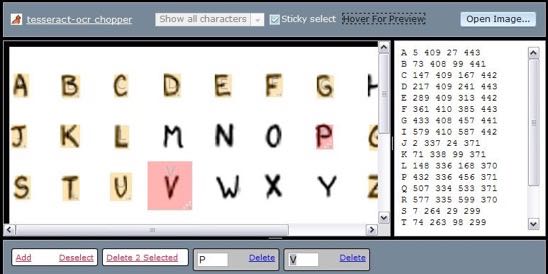 tesseract-ocr chopper
Show all characters
Sticky select
Hover For Preview
Open Image...
A B C D E F G
J K L M N O P
S T U V W X Y Z
A 5 409 27 443
B 73 408 99 441
C 147 409 167 442
D 217 409 241 443
E 289 409 313 442
F 361 410 385 443
G 433 408 457 441
I 579 410 587 442
J 2 337 24 371
K 71 338 99 371
L 148 336 168 370
P 432 336 456 371
Q 507 334 533 371
R 577 335 599 370
S 7 264 29 299
T 74 263 98 299
Add
Deselect
Delete 2 Selected
P
Delete
V
Delete